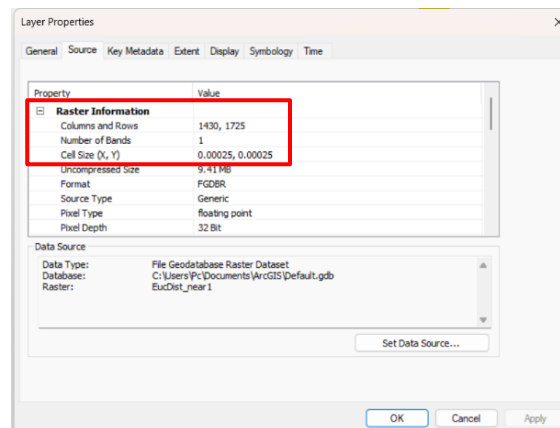 Layer Properties
General Source Key Metadata Extent Display Symbology Time
Property Value
Raster Information
Columns and Rows 1430, 1725
Number of Bands 1
Cell Size (X, Y) 0.00025, 0.00025
Uncompressed Size 9.41 MB
Format FGDBR
Source Type Generic
Pixel Type floating point
Pixel Depth 32 Bit
Data Source
Data Type: File Geodatabase Raster Dataset
Database: C:\Users\Pc\Documents\ArcGIS\Default.gdb
Raster: EucDist_near1
Set Data Source...
OK Cancel Apply